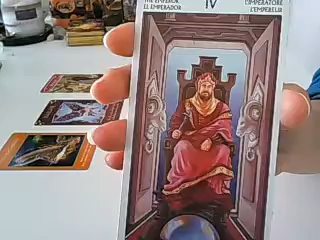 THE EMPEROR
EL EMPERADOR
IV
L'IMPERATORE
L'EMPEREUR